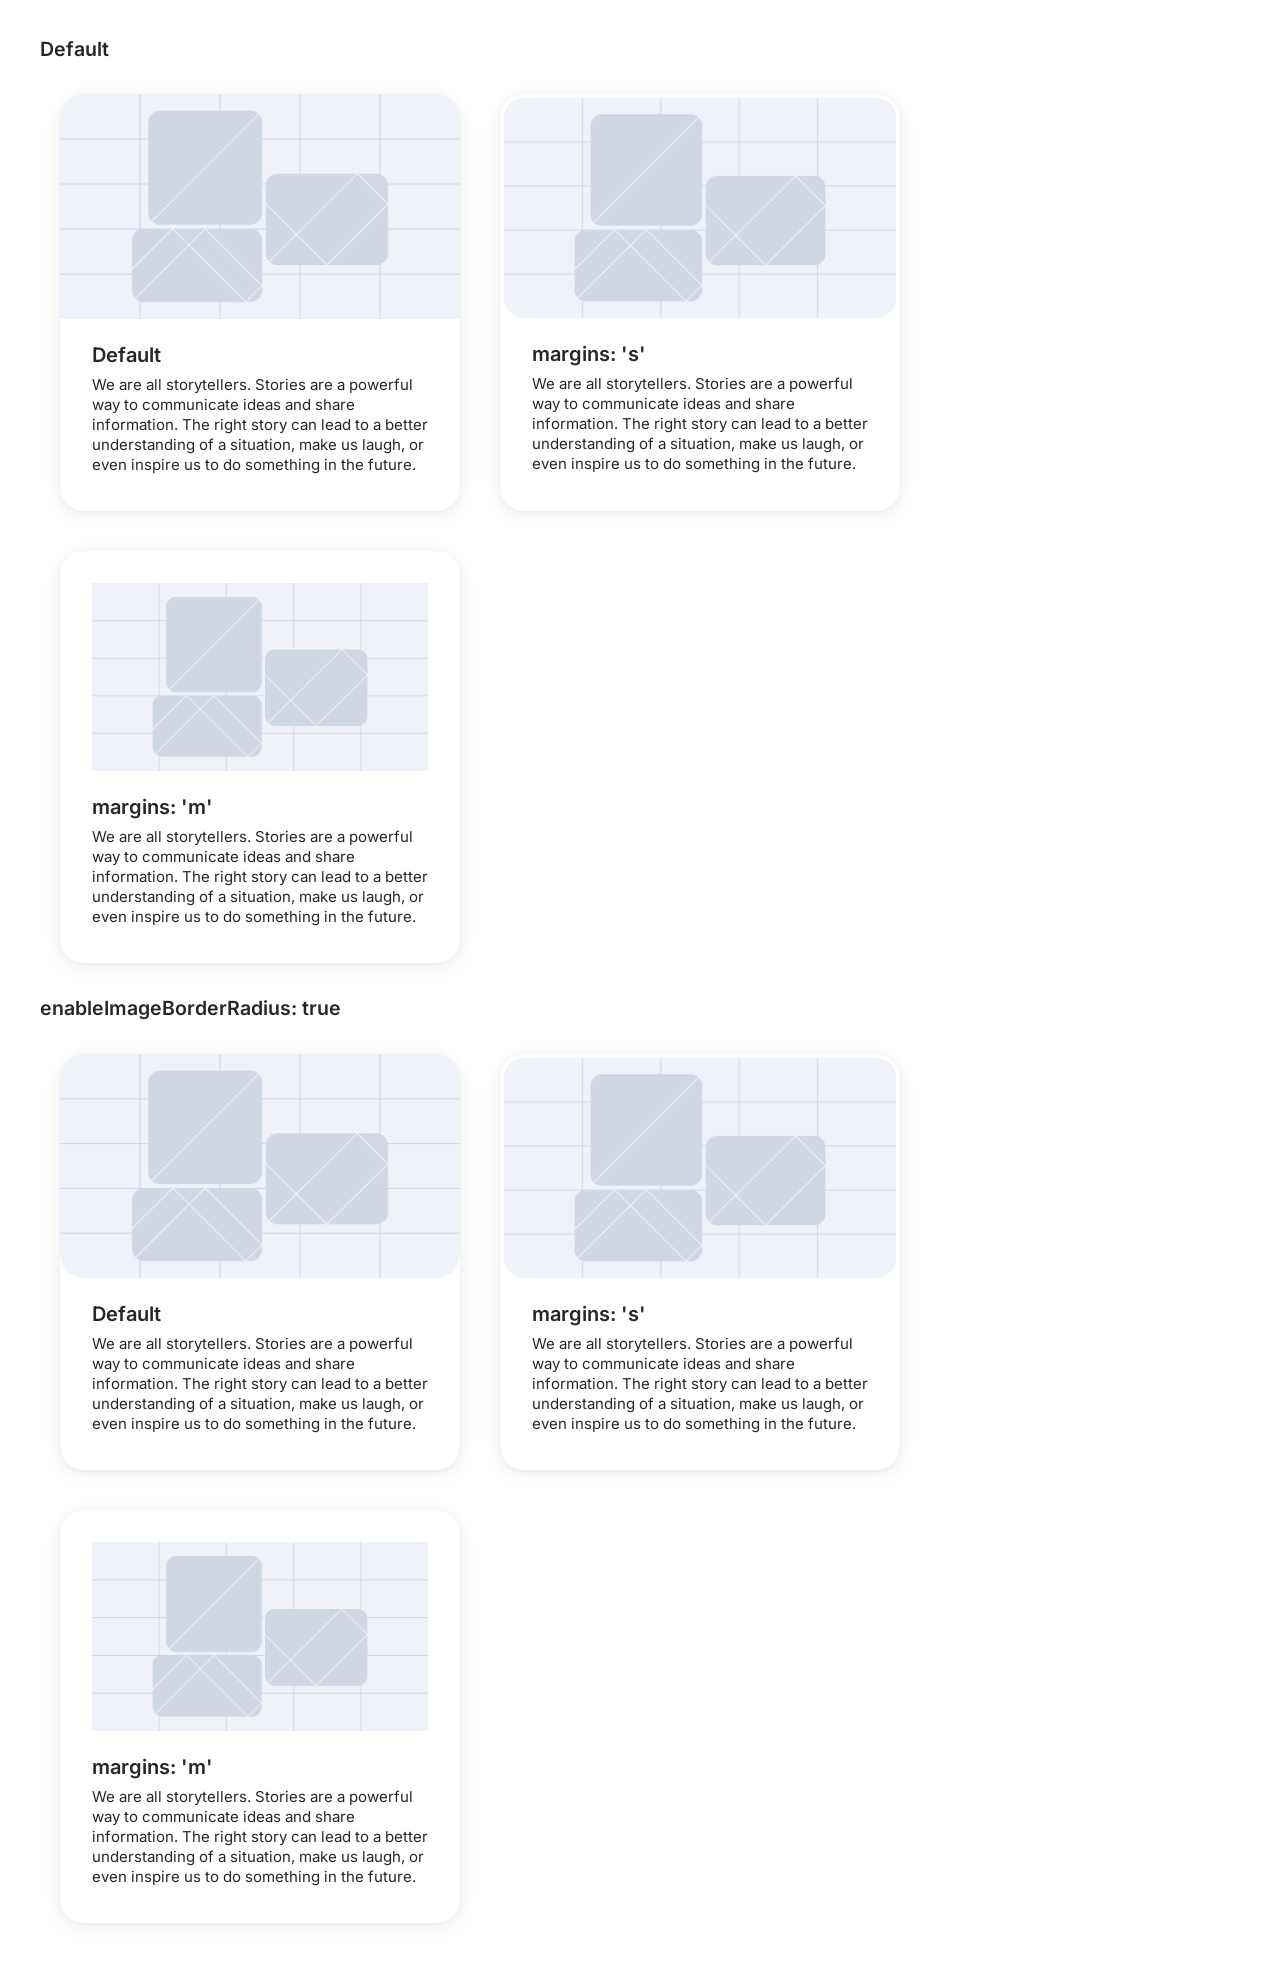 Default
Default
We are all storytellers. Stories are a powerful
way to communicate ideas and share
information. The right story can lead to a better
understanding of a situation, make us laugh, or
even inspire us to do something in the future.
margins: 's'
We are all storytellers. Stories are a powerful
way to communicate ideas and share
information. The right story can lead to a better
understanding of a situation, make us laugh, or
even inspire us to do something in the future.
margins: 'm'
We are all storytellers. Stories are a powerful
way to communicate ideas and share
information. The right story can lead to a better
understanding of a situation, make us laugh, or
even inspire us to do something in the future.
enableImageBorderRadius: true
Default
We are all storytellers. Stories are a powerful
way to communicate ideas and share
information. The right story can lead to a better
understanding of a situation, make us laugh, or
even inspire us to do something in the future.
margins: 's'
We are all storytellers. Stories are a powerful
way to communicate ideas and share
information. The right story can lead to a better
understanding of a situation, make us laugh, or
even inspire us to do something in the future.
margins: 'm'
We are all storytellers. Stories are a powerful
way to communicate ideas and share
information. The right story can lead to a better
understanding of a situation, make us laugh, or
even inspire us to do something in the future.